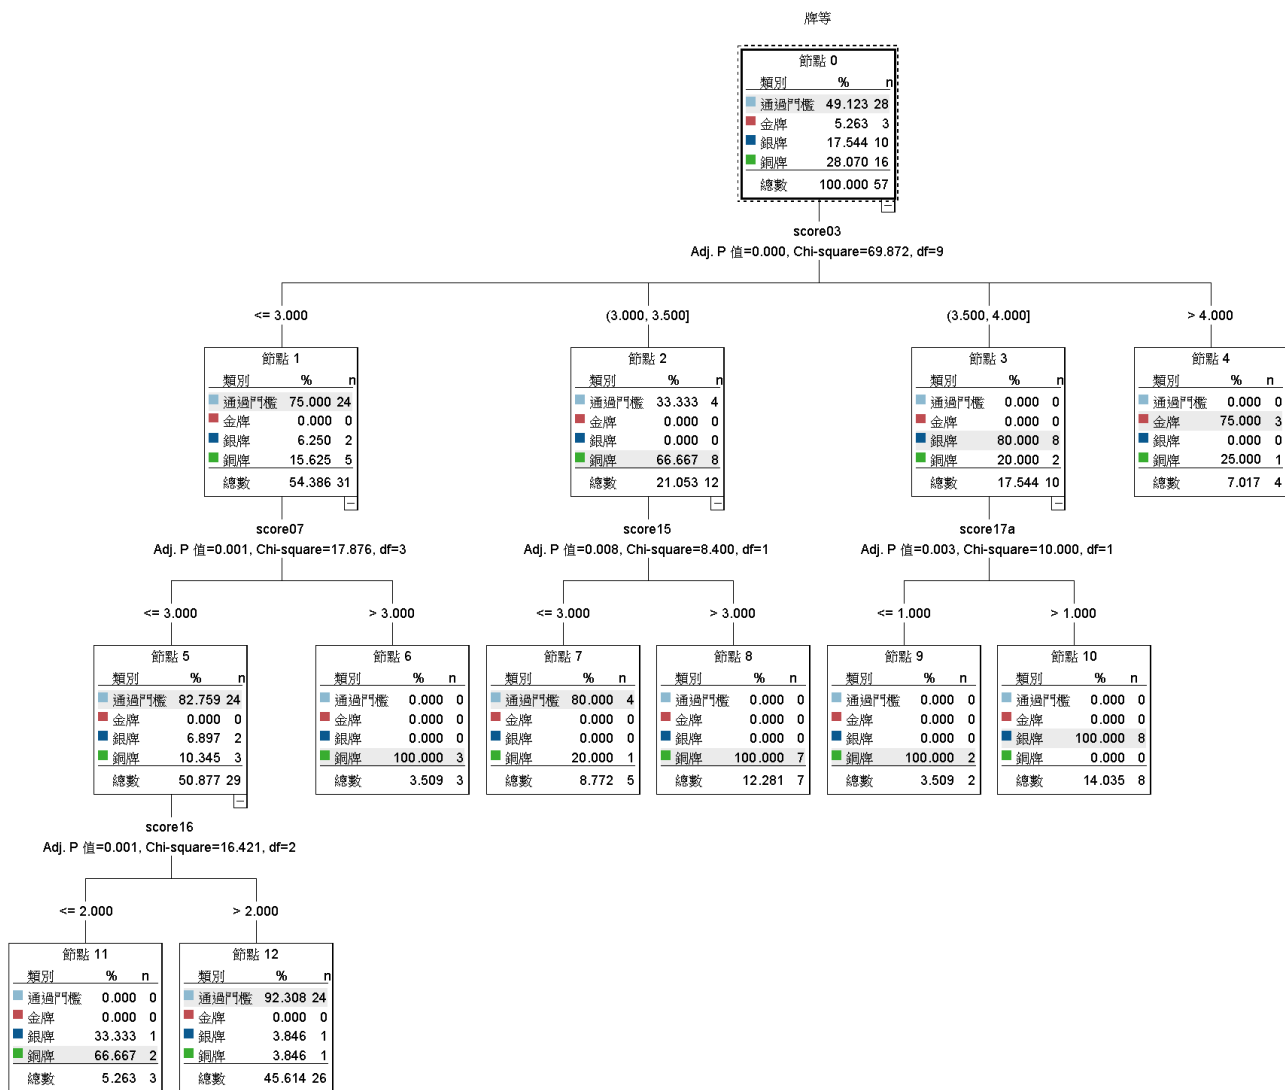 牌等
節點 0
類別 % n
通過門檻 49.123 28
金牌 5.263 3
銀牌 17.544 10
銅牌 28.070 16
總數 100.000 57
score03
Adj. P 值=0.000, Chi-square=69.872, df=9
<= 3.000
(3.000, 3.500]
(3.500, 4.000]
> 4.000
節點 1
類別 % n
通過門檻 75.000 24
金牌 0.000 0
銀牌 6.250 2
銅牌 15.625 5
總數 54.386 31
節點 2
類別 % n
通過門檻 33.333 4
金牌 0.000 0
銀牌 0.000 0
銅牌 66.667 8
總數 21.053 12
節點 3
類別 % n
通過門檻 0.000 0
金牌 0.000 0
銀牌 80.000 8
銅牌 20.000 2
總數 17.544 10
節點 4
類別 % n
通過門檻 0.000 0
金牌 75.000 3
銀牌 0.000 0
銅牌 25.000 1
總數 7.017 4
score07
Adj. P 值=0.001, Chi-square=17.876, df=3
score15
Adj. P 值=0.008, Chi-square=8.400, df=1
score17a
Adj. P 值=0.003, Chi-square=10.000, df=1
<= 3.000
> 3.000
<= 3.000
> 3.000
<= 1.000
> 1.000
節點 5
類別 % n
通過門檻 82.759 24
金牌 0.000 0
銀牌 6.897 2
銅牌 10.345 3
總數 50.877 29
節點 6
類別 % n
通過門檻 0.000 0
金牌 0.000 0
銀牌 0.000 0
銅牌 100.000 3
總數 3.509 3
節點 7
類別 % n
通過門檻 80.000 4
金牌 0.000 0
銀牌 0.000 0
銅牌 20.000 1
總數 8.772 5
節點 8
類別 % n
通過門檻 0.000 0
金牌 0.000 0
銀牌 0.000 0
銅牌 100.000 7
總數 12.281 7
節點 9
類別 % n
通過門檻 0.000 0
金牌 0.000 0
銀牌 0.000 0
銅牌 100.000 2
總數 3.509 2
節點 10
類別 % n
通過門檻 0.000 0
金牌 0.000 0
銀牌 100.000 8
銅牌 0.000 0
總數 14.035 8
score16
Adj. P 值=0.001, Chi-square=16.421, df=2
<= 2.000
> 2.000
節點 11
類別 % n
通過門檻 0.000 0
金牌 0.000 0
銀牌 33.333 1
銅牌 66.667 2
總數 5.263 3
節點 12
類別 % n
通過門檻 92.308 24
金牌 0.000 0
銀牌 3.846 1
銅牌 3.846 1
總數 45.614 26